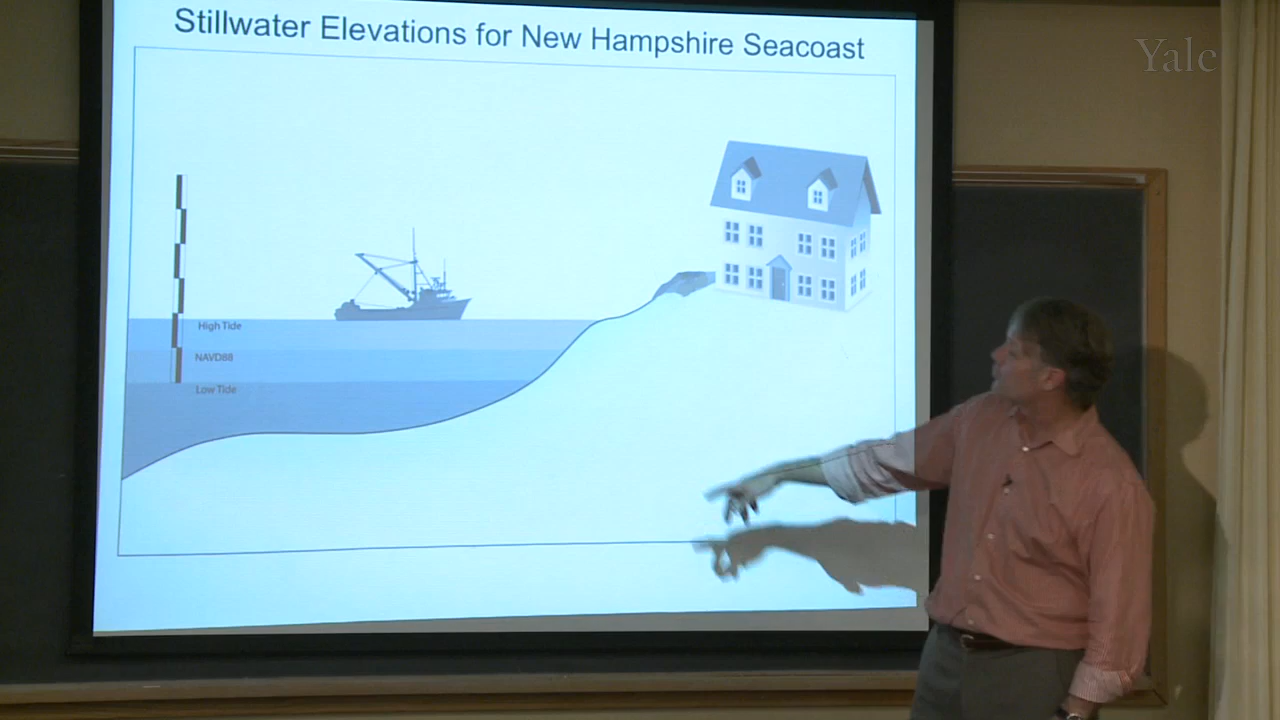 Stillwater Elevations for New Hampshire Seacoast
Yale
High Tide
NAVD88
Low Tide